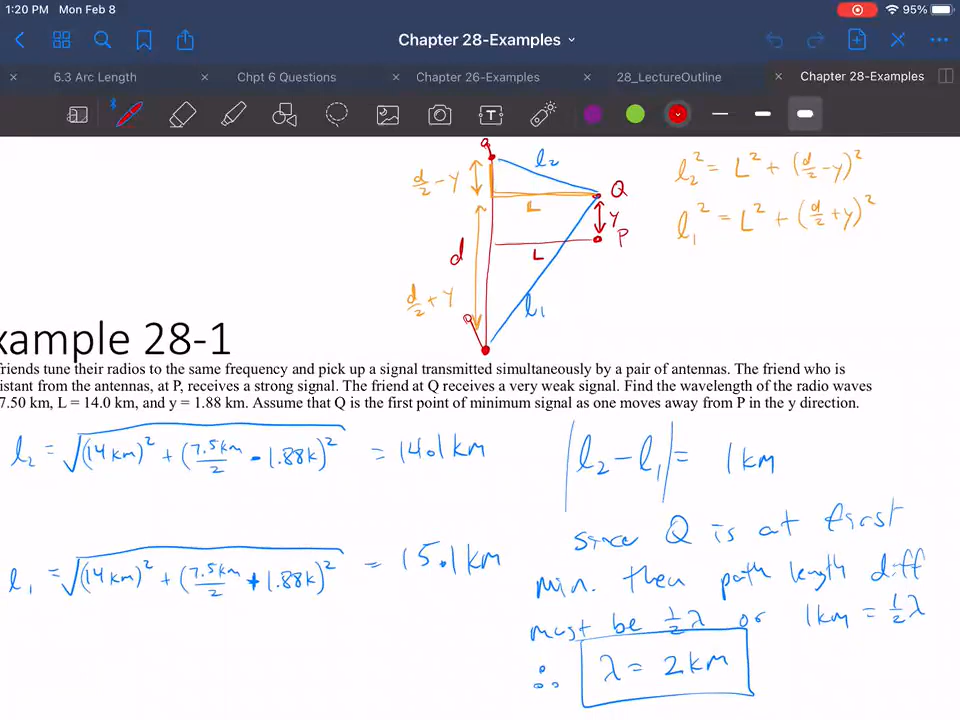 1:20 PM Mon Feb 8
95%
Chapter 28-Examples
6.3 Arc Length
Chpt 6 Questions
Chapter 26-Examples
28_LectureOutline
Chapter 28-Examples
T
l₂
d/2 - y
Q
L
y
P
d
L
d/2 + y
l₁
l₂² = L² + (d/2 - y)²
l₁² = L² + (d/2 + y)²
xample 28-1
friends tune their radios to the same frequency and pick up a signal transmitted simultaneously by a pair of antennas. The friend who is
istant from the antennas, at P, receives a strong signal. The friend at Q receives a very weak signal. Find the wavelength of the radio waves
7.50 km, L = 14.0 km, and y = 1.88 km. Assume that Q is the first point of minimum signal as one moves away from P in the y direction.
l₂ = √((14 km)² + (7.5km/2 - 1.88k)²) = 14.1 km
|l₂ - l₁| = 1 km
l₁ = √((14 km)² + (7.5km/2 + 1.88k)²) = 15.1 km
since Q is at first
min. then path length diff
must be ½λ or 1km = ½λ
∴ λ = 2 km